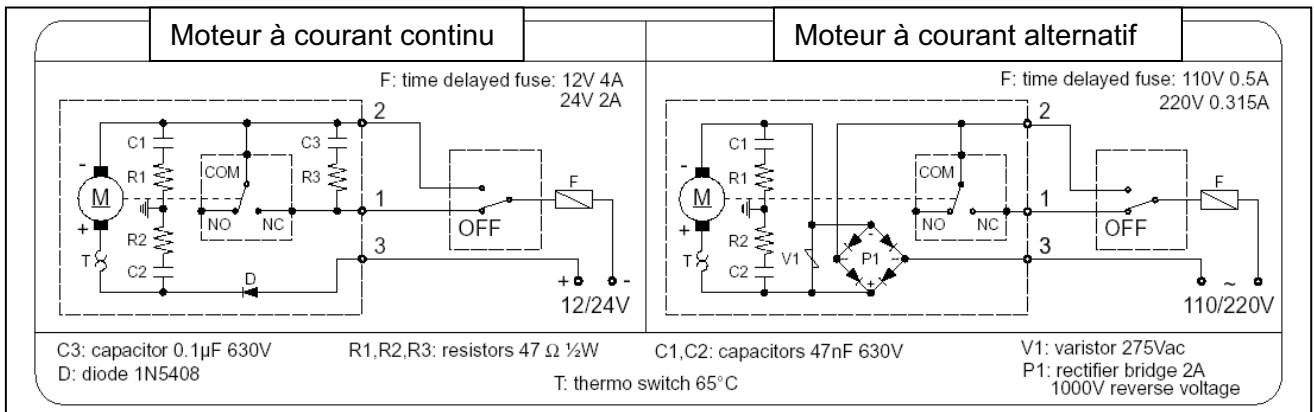 Moteur à courant continu
F: time delayed fuse: 12V 4A
24V 2A
2
C1
C3
COM
R1
R3
-
M
F
1
NO
NC
OFF
+
R2
3
T
C2
D
+
-
12/24V
Moteur à courant alternatif
F: time delayed fuse: 110V 0.5A
220V 0.315A
2
C1
COM
R1
-
M
F
1
NO
NC
OFF
+
-
R2
3
T
V1
~
P1
~
C2
+
~
110/220V
C3: capacitor 0.1µF 630V
R1,R2,R3: resistors 47 Ω ½W
C1,C2: capacitors 47nF 630V
V1: varistor 275Vac
D: diode 1N5408
T: thermo switch 65°C
P1: rectifier bridge 2A
1000V reverse voltage